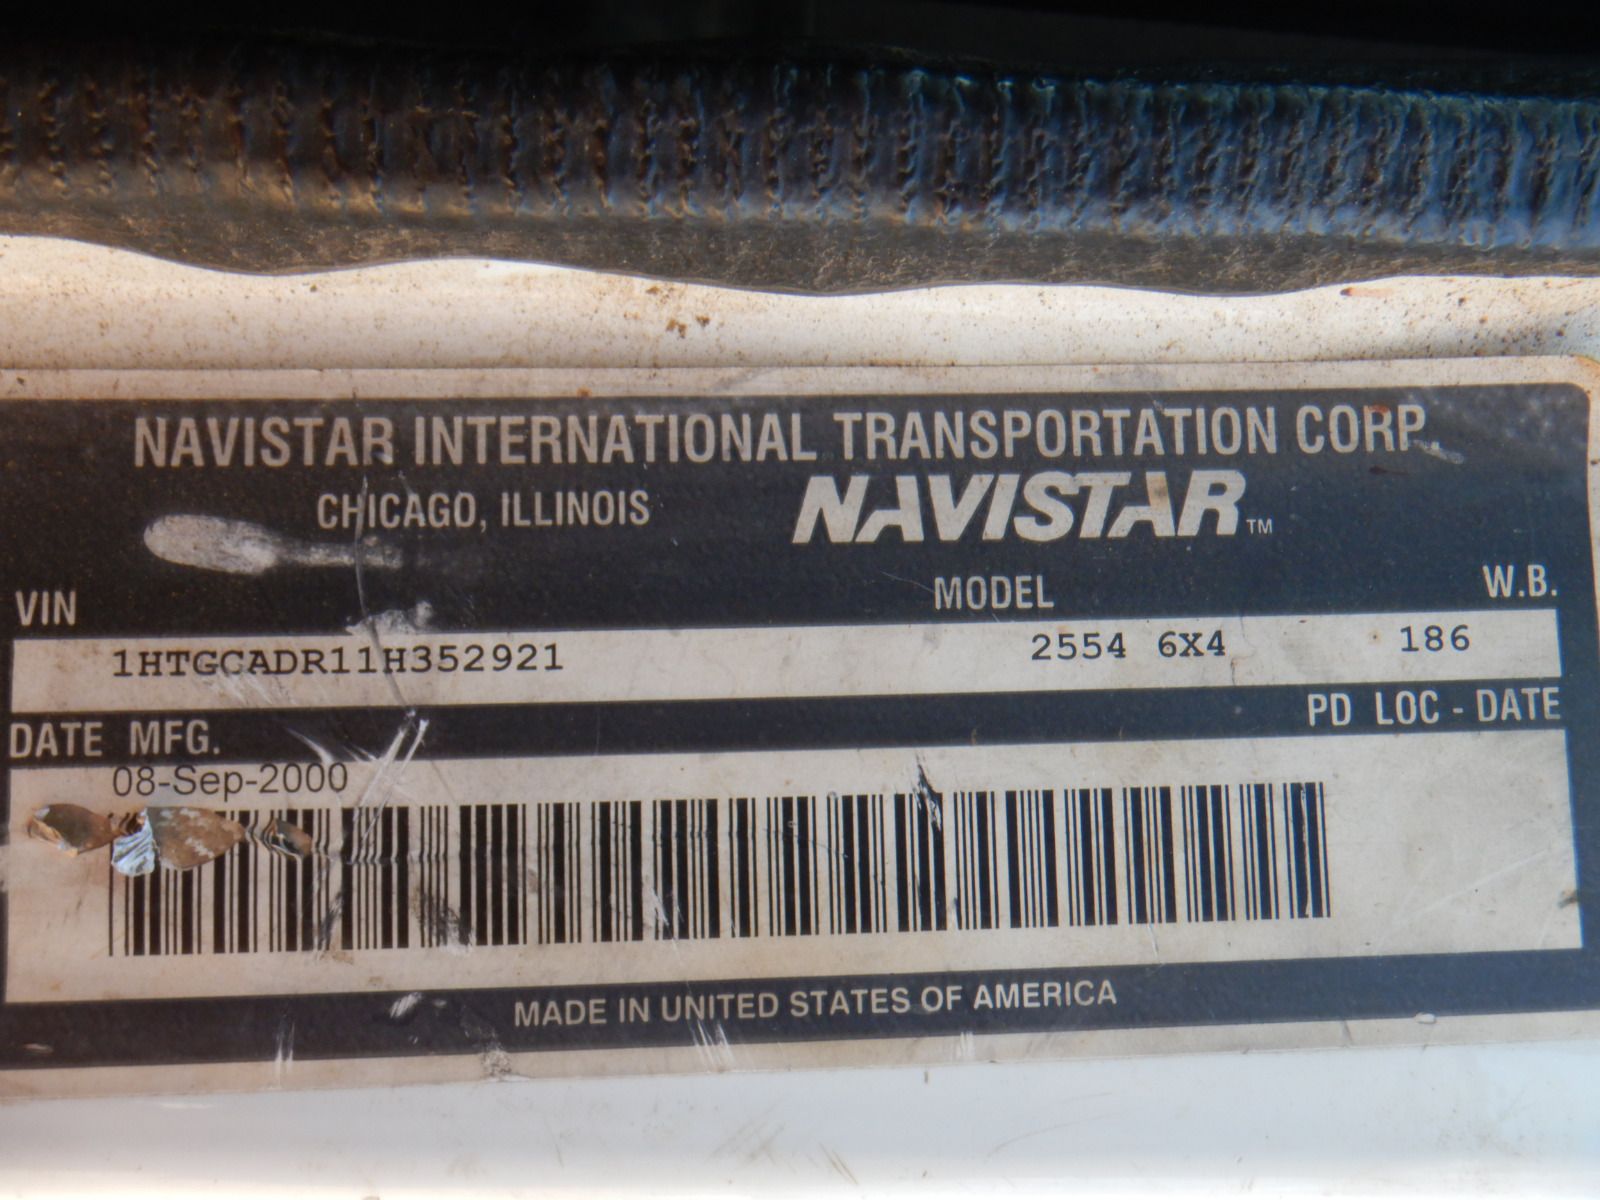 NAVISTAR INTERNATIONAL TRANSPORTATION CORP.
CHICAGO, ILLINOIS NAVISTAR™
VIN MODEL W.B.
1HTGCADR11H352921 2554 6X4 186
DATE MFG. PD LOC - DATE
08-Sep-2000
MADE IN UNITED STATES OF AMERICA